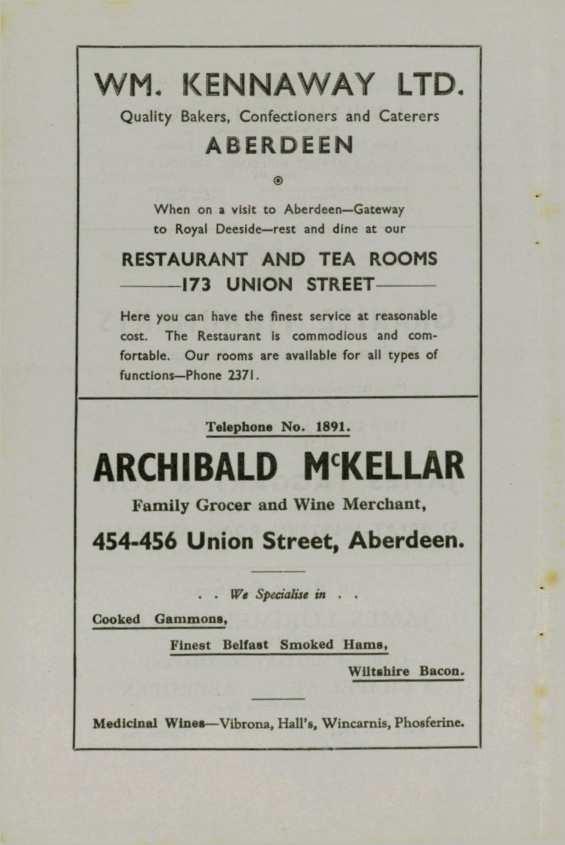 WM. KENNAWAY LTD.
Quality Bakers, Confectioners and Caterers
ABERDEEN
When on a visit to Aberdeen—Gateway
to Royal Deeside—rest and dine at our
RESTAURANT AND TEA ROOMS
173 UNION STREET
Here you can have the finest service at reasonable
cost. The Restaurant is commodious and com-
fortable. Our rooms are available for all types of
functions—Phone 2371.
Telephone No. 1891.
ARCHIBALD McKELLAR
Family Grocer and Wine Merchant,
454-456 Union Street, Aberdeen.
. . We Specialise in . .
Cooked Gammons,
Finest Belfast Smoked Hams,
Wiltshire Bacon.
Medicinal Wines—Vibrona, Hall's, Wincarnis, Phosferine.